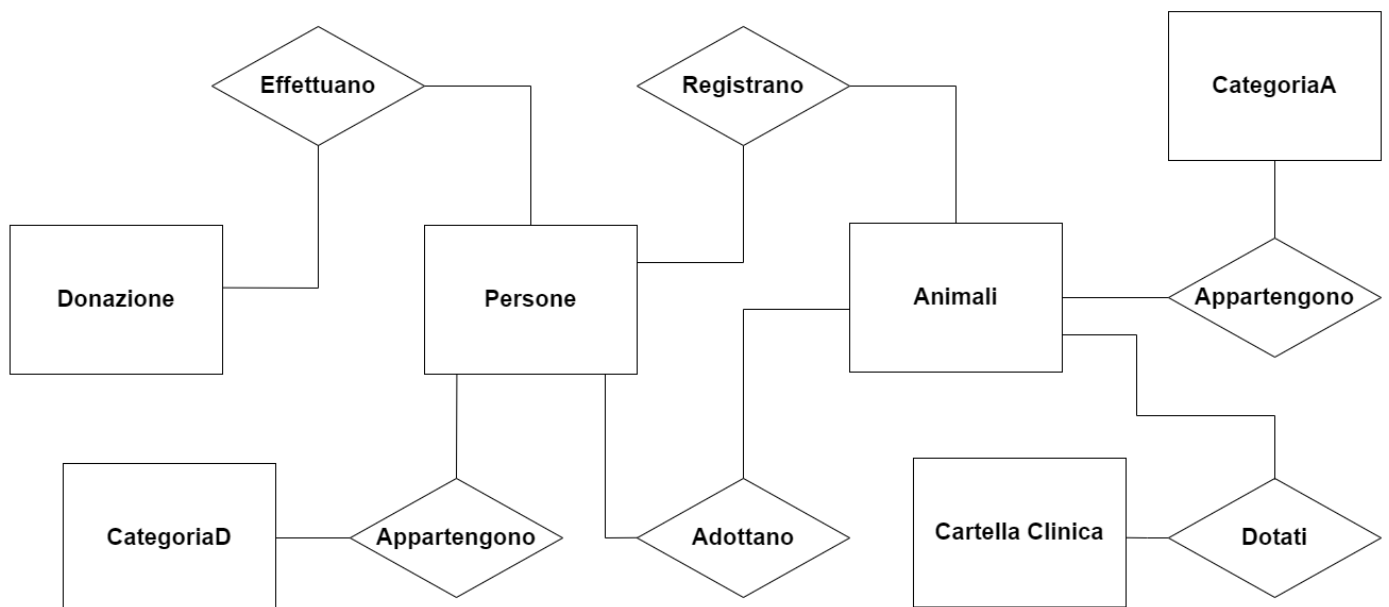 Effettuano
Registrano
CategoriaA
Donazione
Persone
Animali
Appartengono
CategoriaD
Appartengono
Adottano
Cartella Clinica
Dotati